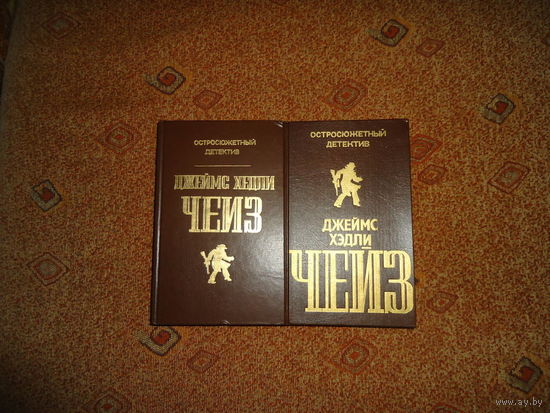 ОСТРОСЮЖЕТНЫЙ
ДЕТЕКТИВ
ДЖЕЙМС ХЕДЛИ
ЧЕЙЗ
ОСТРОСЮЖЕТНЫЙ
ДЕТЕКТИВ
ДЖЕЙМС
ХЭДЛИ
ЧЕЙЗ
www.ay.by